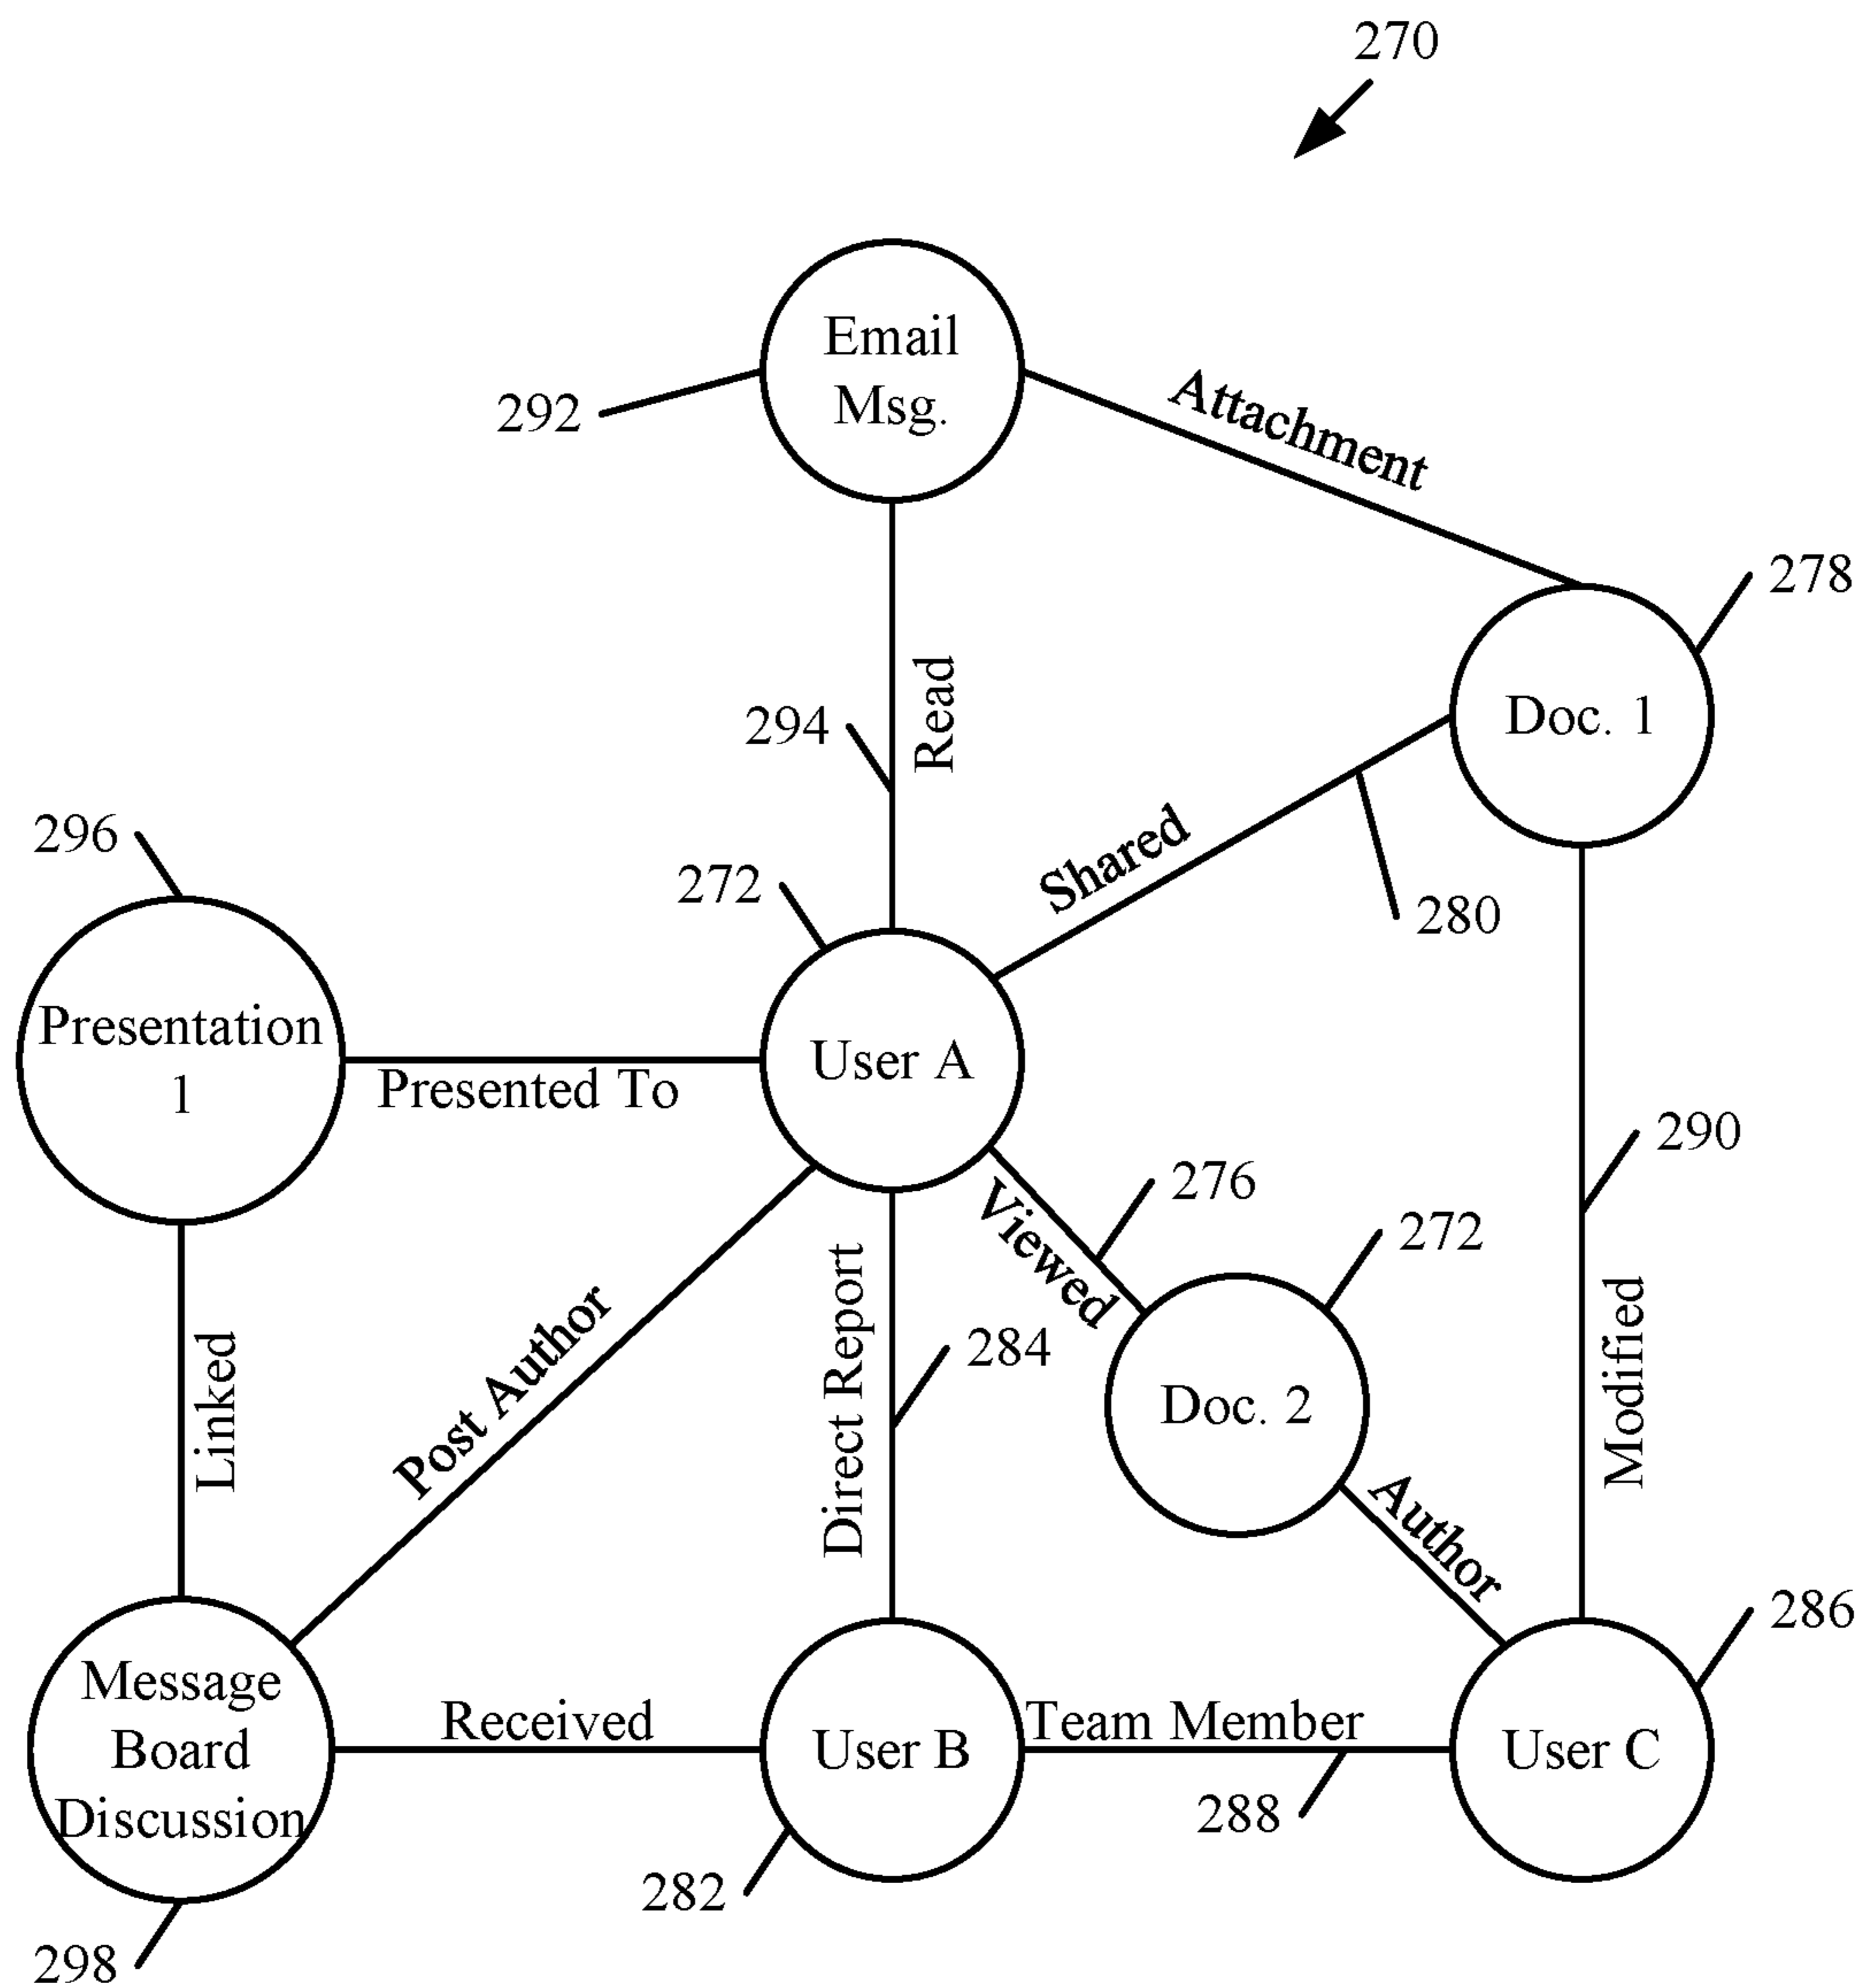 270
Email
Msg.
292
Attachment
278
Doc. 1
Read
294
Shared
280
296
272
Presentation
1
Presented To
User A
290
276
272
Viewed
Direct Report
284
Doc. 2
Modified
Linked
Post Author
Author
286
Message
Board
Discussion
Received
User B
Team Member
User C
288
282
298